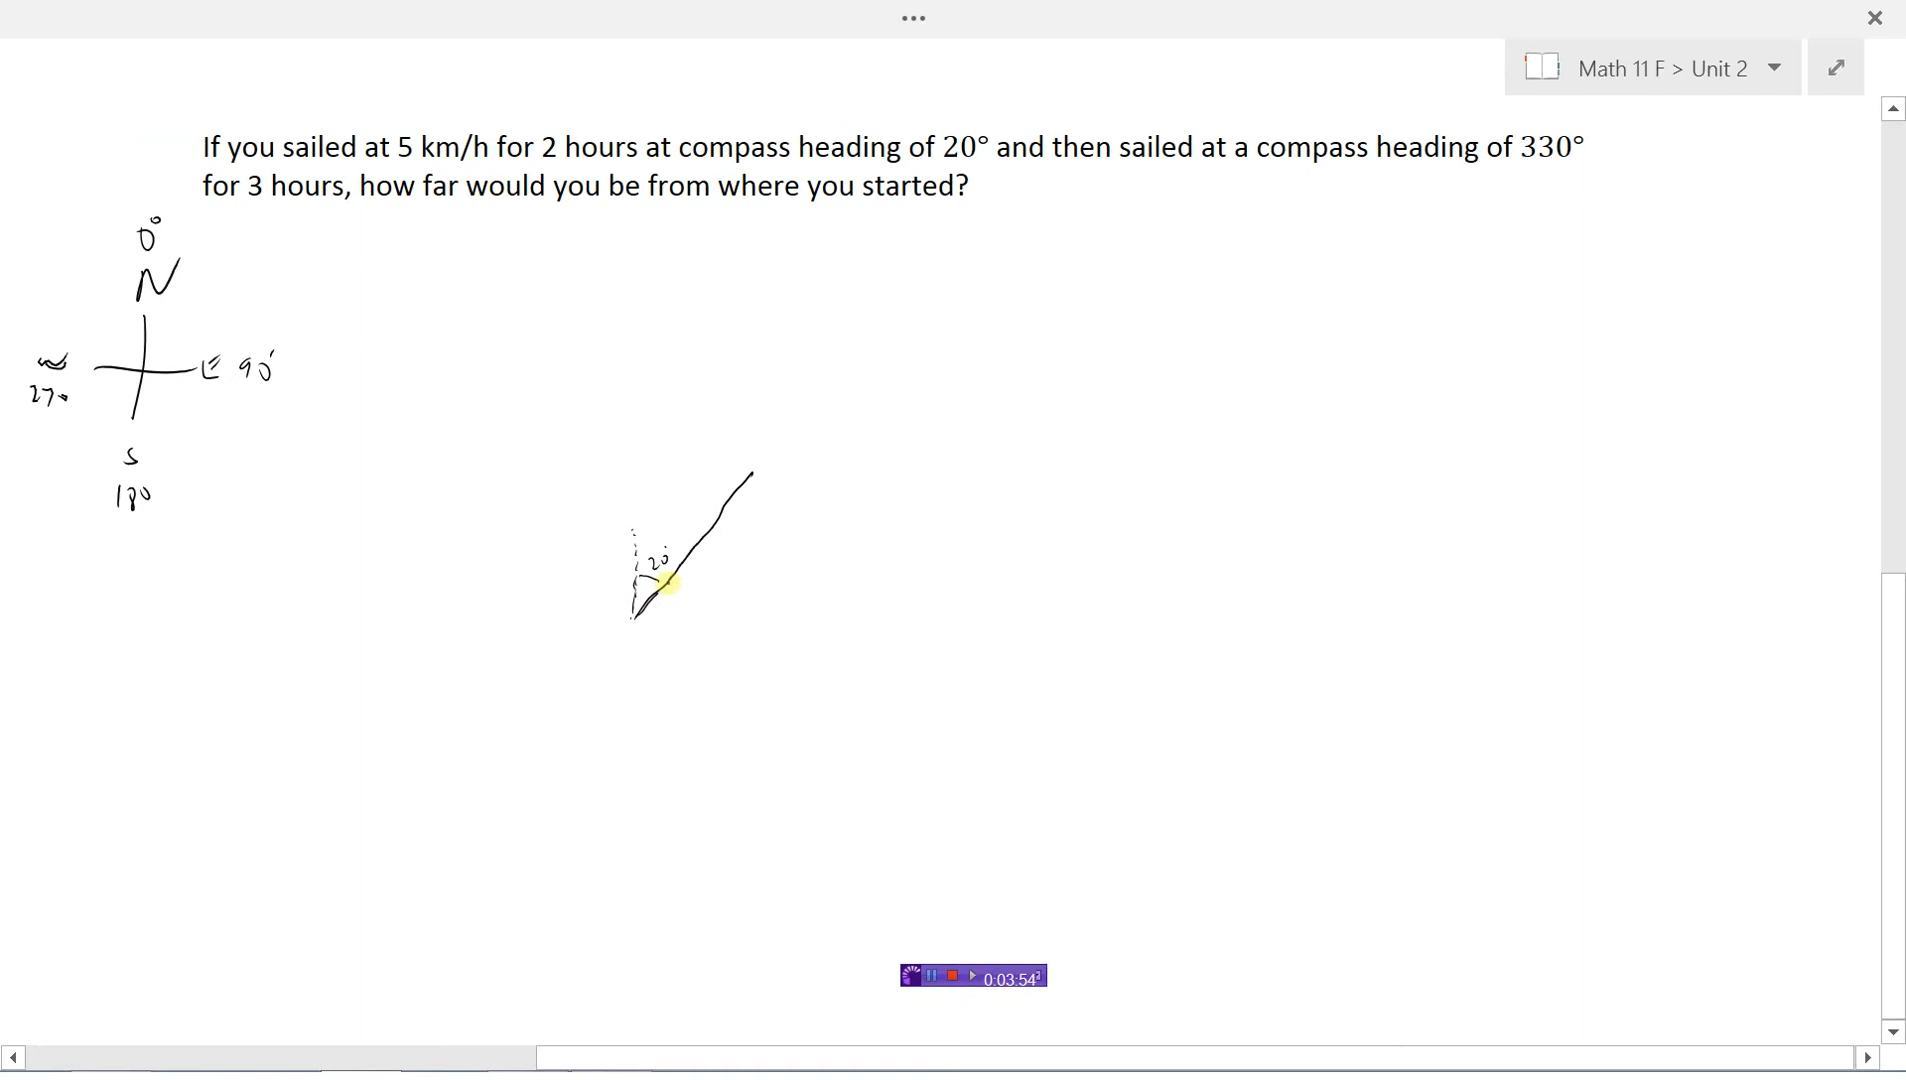 Math 11 F > Unit 2
If you sailed at 5 km/h for 2 hours at compass heading of 20° and then sailed at a compass heading of 330°
for 3 hours, how far would you be from where you started?
0°
N
W
E 90°
270
S
180
20°
0:03:54